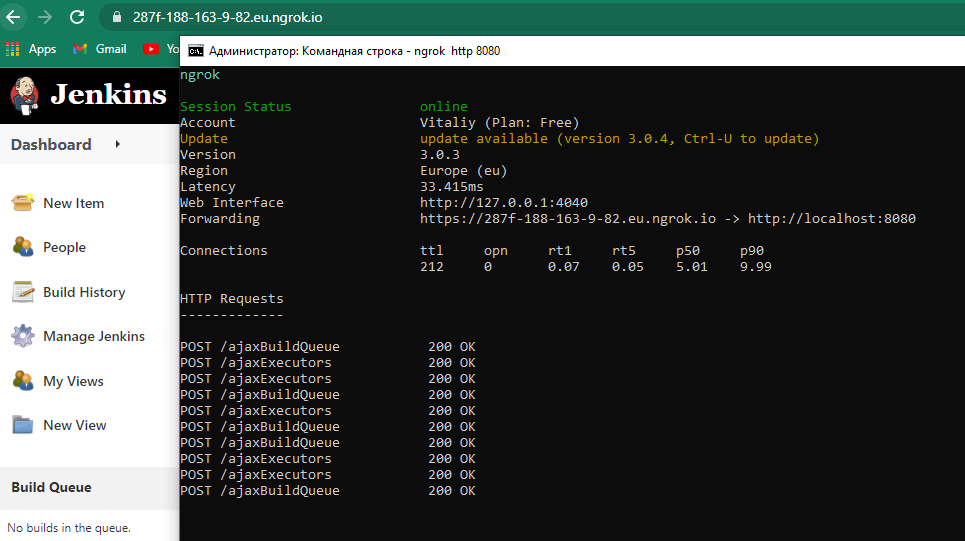 287f-188-163-9-82.eu.ngrok.io
Apps Gmail Yo
Администратор: Командная строка - ngrok http 8080
Jenkins
Dashboard
New Item
People
Build History
Manage Jenkins
My Views
New View
Build Queue
No builds in the queue.
ngrok
Session Status online
Account Vitaliy (Plan: Free)
Update update available (version 3.0.4, Ctrl-U to update)
Version 3.0.3
Region Europe (eu)
Latency 33.415ms
Web Interface http://127.0.0.1:4040
Forwarding https://287f-188-163-9-82.eu.ngrok.io -> http://localhost:8080
Connections ttl opn rt1 rt5 p50 p90
212 0 0.07 0.05 5.01 9.99
HTTP Requests
-------------
POST /ajaxBuildQueue 200 OK
POST /ajaxExecutors 200 OK
POST /ajaxExecutors 200 OK
POST /ajaxBuildQueue 200 OK
POST /ajaxExecutors 200 OK
POST /ajaxBuildQueue 200 OK
POST /ajaxBuildQueue 200 OK
POST /ajaxExecutors 200 OK
POST /ajaxExecutors 200 OK
POST /ajaxBuildQueue 200 OK